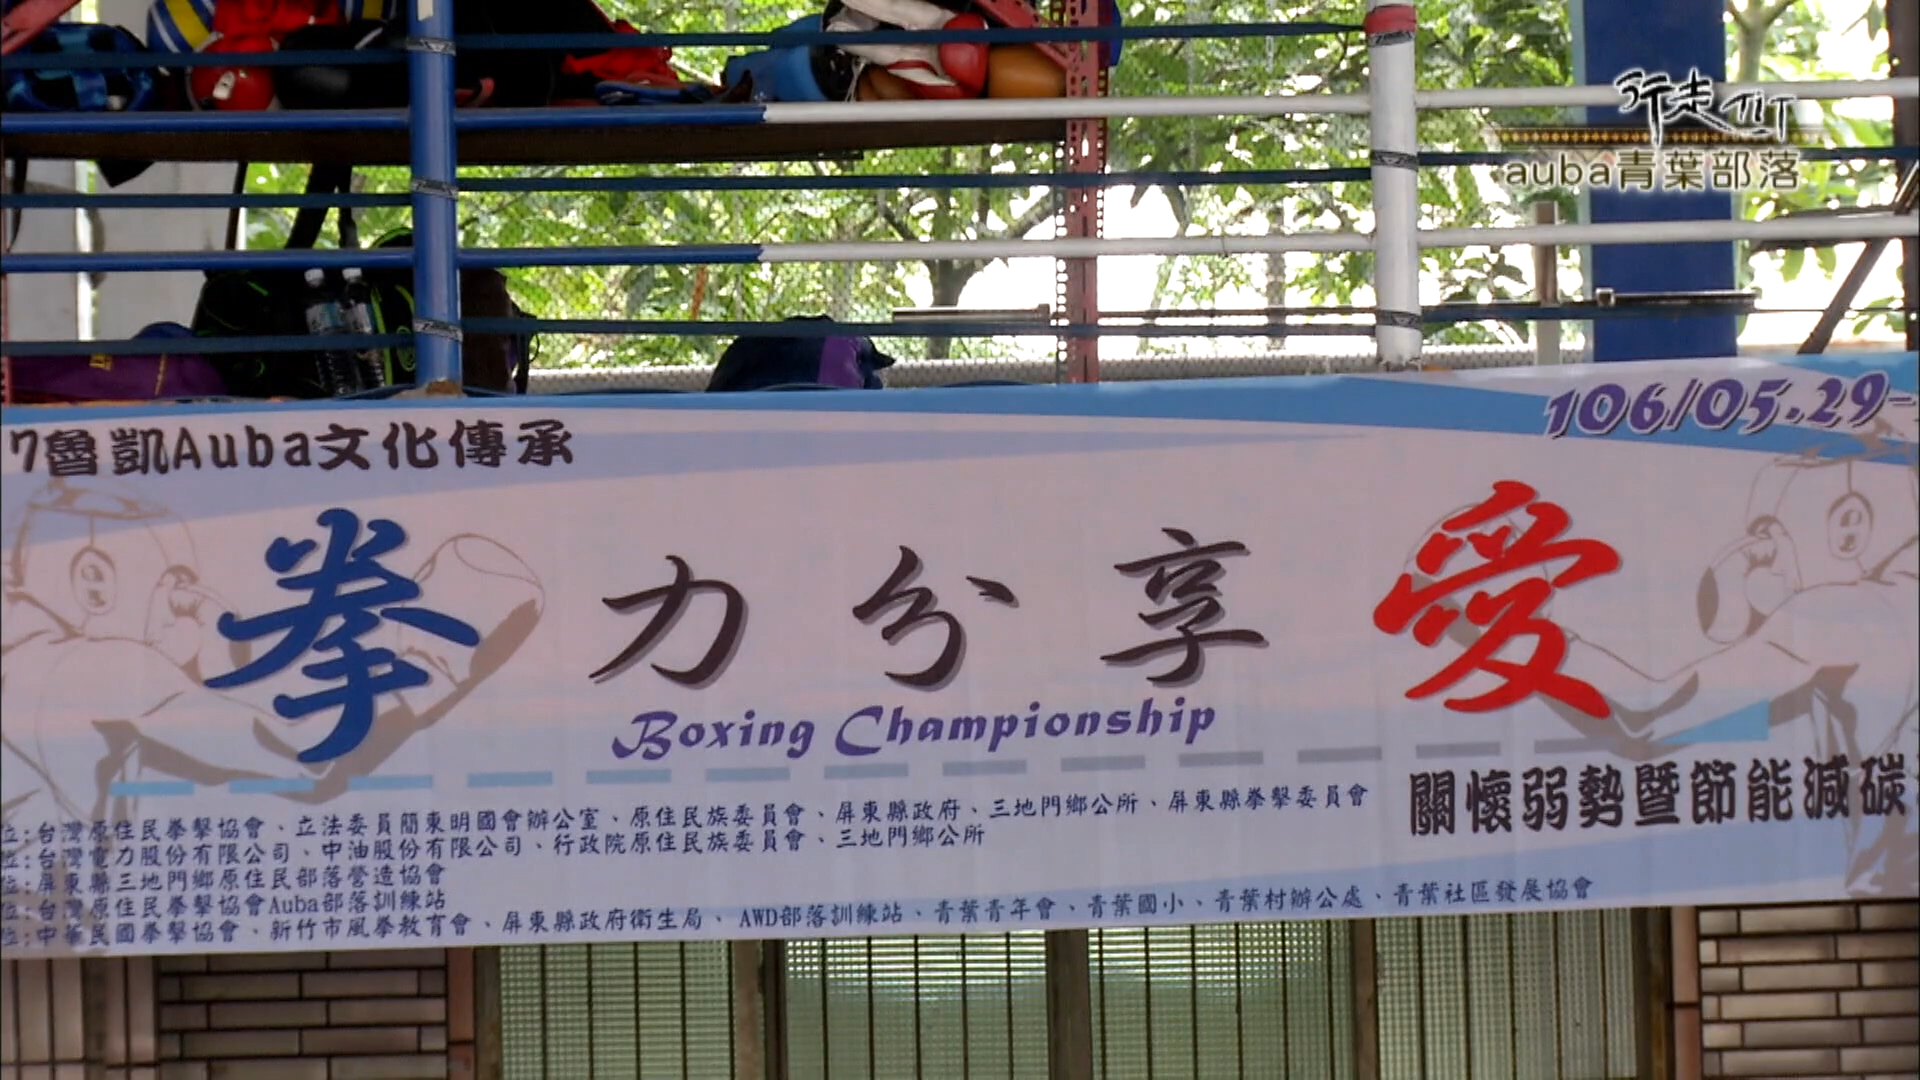 行走TIT
auba青葉部落
106/05.29-
7魯凱Auba文化傳承
拳力分享愛
Boxing Championship
關懷弱勢暨節能減碳
位:台灣原住民拳擊協會、立法委員簡東明國會辦公室、原住民族委員會、屏東縣政府、三地門鄉公所、屏東縣拳擊委員會
位:台灣電力股份有限公司、中油股份有限公司、行政院原住民族委員會、三地門鄉公所
位:屏東縣三地門鄉原住民部落營造協會
位:台灣原住民拳擊協會Auba部落訓練站
位:中華民國拳擊協會、新竹市風拳教育會、屏東縣政府衛生局、AWD部落訓練站、青葉青年會、青葉國小、青葉村辦公處、青葉社區發展協會